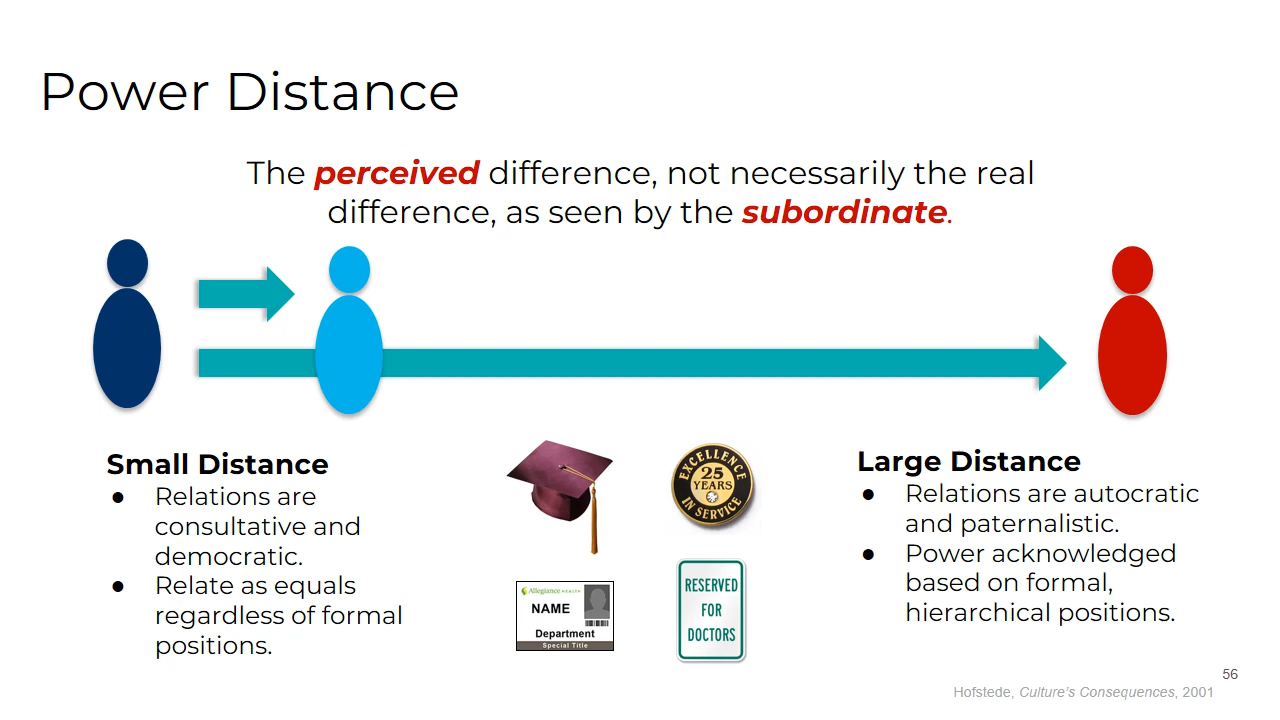 Power Distance
The perceived difference, not necessarily the real
difference, as seen by the subordinate.
Small Distance
● Relations are
consultative and
democratic.
● Relate as equals
regardless of formal
positions.
EXCELLENCE
25
YEARS
IN SERVICE
Allegiance HEALTH
NAME
Department
Special Title
RESERVED
FOR
DOCTORS
Large Distance
● Relations are autocratic
and paternalistic.
● Power acknowledged
based on formal,
hierarchical positions.
56
Hofstede, Culture's Consequences, 2001